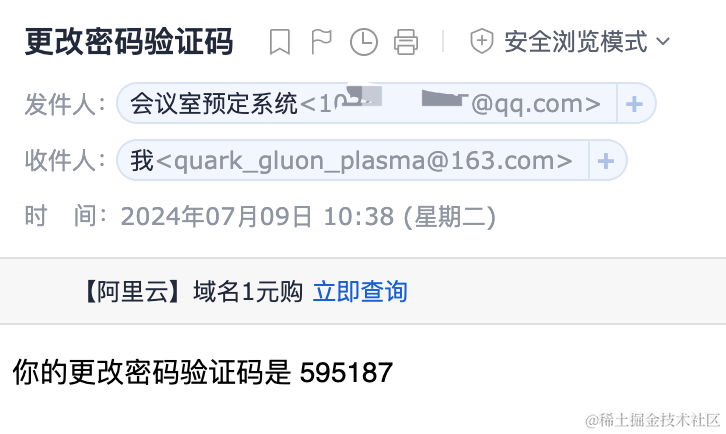 更改密码验证码 安全浏览模式
发件人： 会议室预定系统<10 @qq.com> +
收件人： 我<quark_gluon_plasma@163.com> +
时 间： 2024年07月09日 10:38 (星期二)
【阿里云】域名1元购 立即查询
你的更改密码验证码是 595187
@稀土掘金技术社区